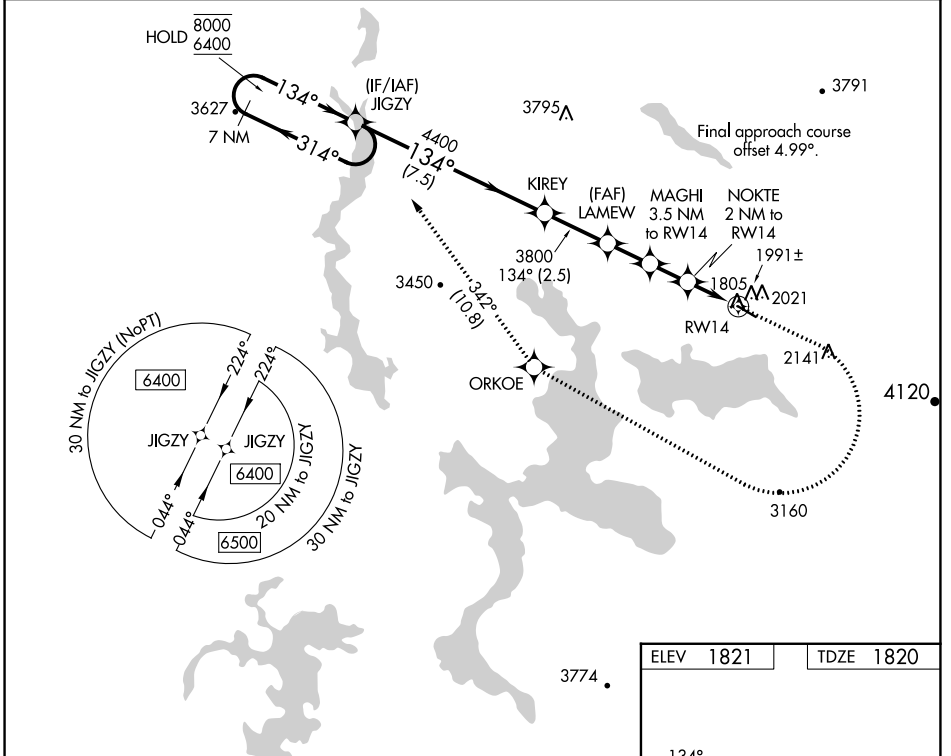 HOLD 8000
6400
134°
(IF/IAF)
JIGZY
3627
7 NM
314°
4400
134°
(7.5)
3795
3791
Final approach course
offset 4.99°.
KIREY
(FAF)
LAMEW
MAGHI
3.5 NM
to RW14
NOKTE
2 NM to
RW14
3800
134° (2.5)
1991±
1805
2021
RW14
2141
3450
342°
(10.8)
ORKOE
4120
3160
30 NM to JIGZY (NoPT)
6400
224°
224°
JIGZY
JIGZY
6400
20 NM to JIGZY
30 NM to JIGZY
044°
044°
6500
3774
ELEV 1821
TDZE 1820
134°